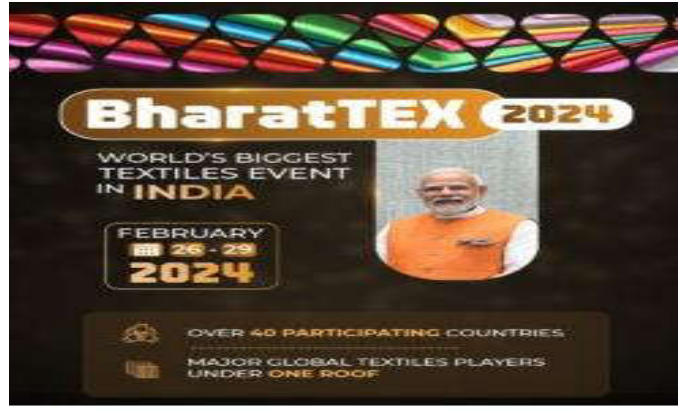 BharatTEX 2024
WORLD'S BIGGEST
TEXTILES EVENT
IN INDIA
FEBRUARY
26 - 29
2024
OVER 40 PARTICIPATING COUNTRIES
MAJOR GLOBAL TEXTILES PLAYERS
UNDER ONE ROOF